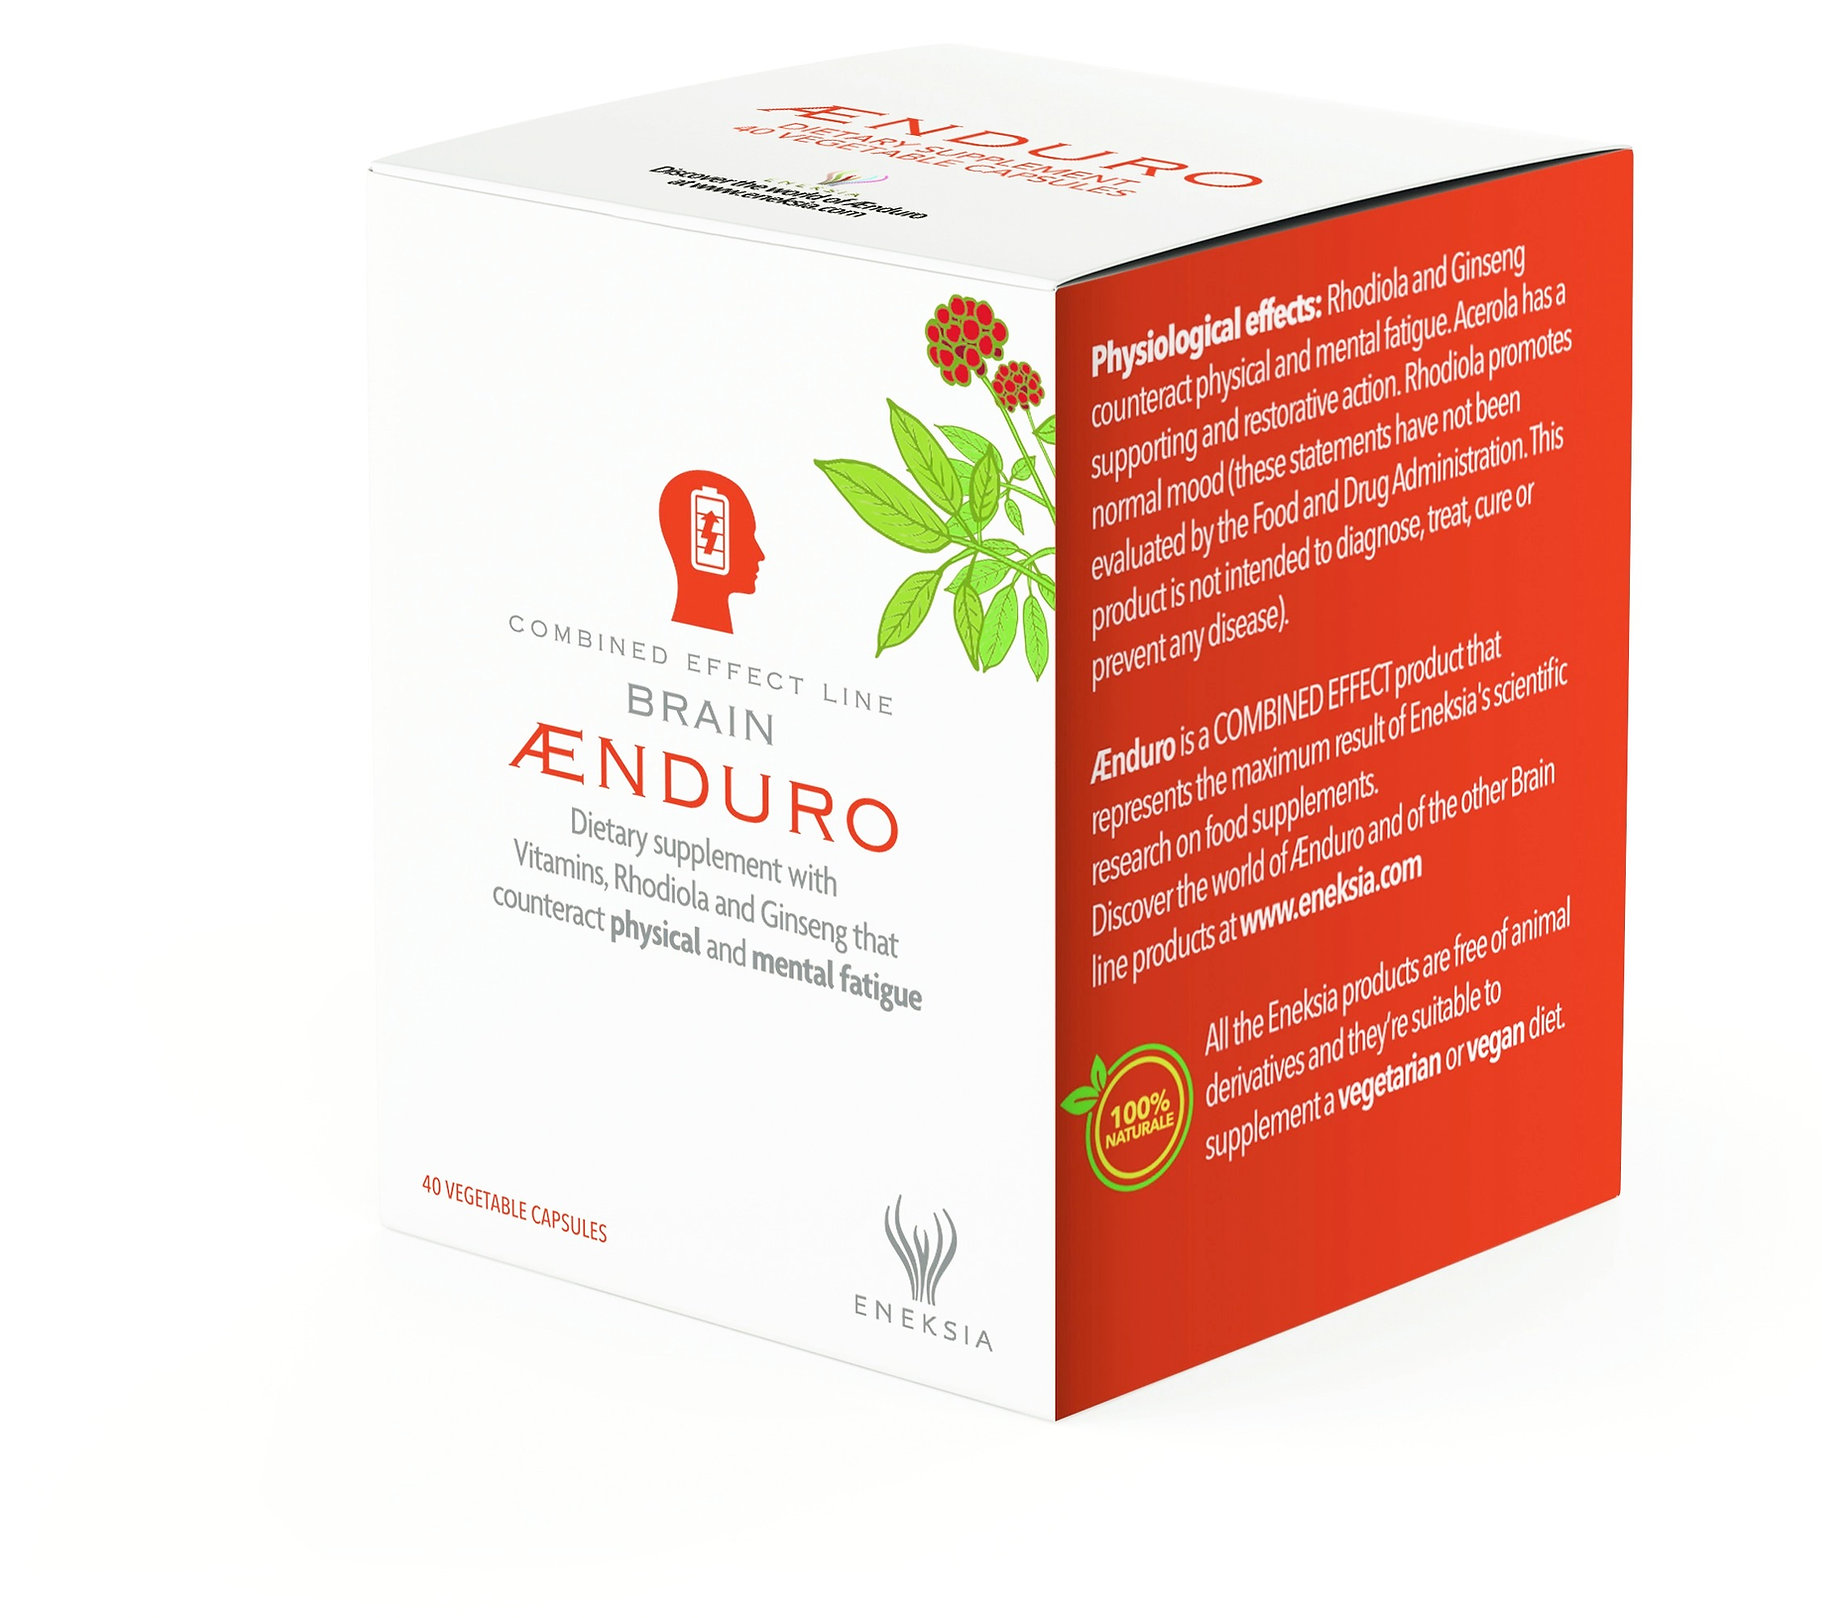 ÆNDURO
DIETARY SUPPLEMENT
40 VEGETABLE CAPSULES
ENEKSIA
Discover the world of Ænduro
at www.eneksia.com
COMBINED EFFECT LINE
BRAIN
ÆNDURO
Dietary supplement with
Vitamins, Rhodiola and Ginseng that
counteract physical and mental fatigue
40 VEGETABLE CAPSULES
ENEKSIA
Physiological effects: Rhodiola and Ginseng
counteract physical and mental fatigue. Acerola has a
supporting and restorative action. Rhodiola promotes
normal mood (these statements have not been
evaluated by the Food and Drug Administration. This
product is not intended to diagnose, treat, cure or
prevent any disease).
Ænduro is a COMBINED EFFECT product that
represents the maximum result of Eneksia's scientific
research on food supplements.
Discover the world of Ænduro and of the other Brain
line products at www.eneksia.com
All the Eneksia products are free of animal
derivatives and they're suitable to
supplement a vegetarian or vegan diet.
100%
NATURALE